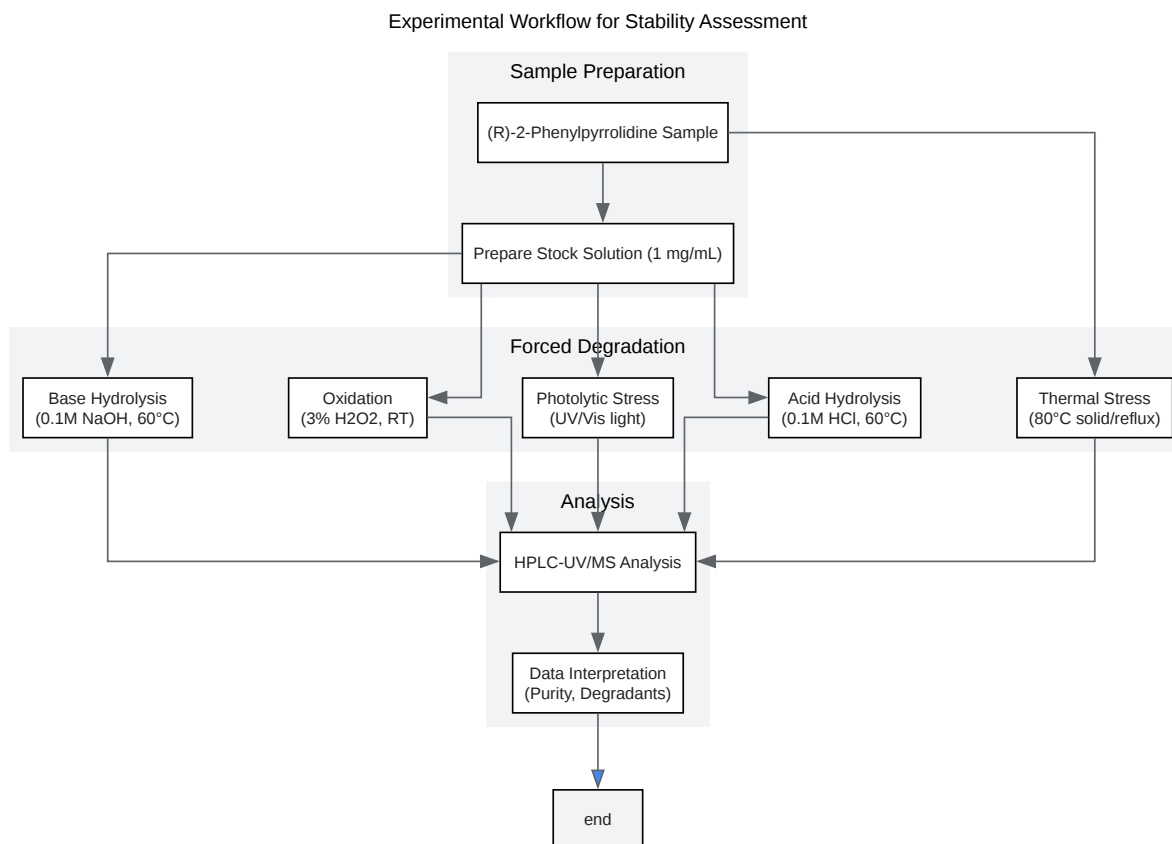 Experimental Workflow for Stability Assessment
Sample Preparation
(R)-2-Phenylpyrrolidine Sample
Prepare Stock Solution (1 mg/mL)
Forced Degradation
Base Hydrolysis
(0.1M NaOH, 60°C)
Oxidation
(3% H2O2, RT)
Photolytic Stress
(UV/Vis light)
Acid Hydrolysis
(0.1M HCl, 60°C)
Thermal Stress
(80°C solid/reflux)
Analysis
HPLC-UV/MS Analysis
Data Interpretation
(Purity, Degradants)
end